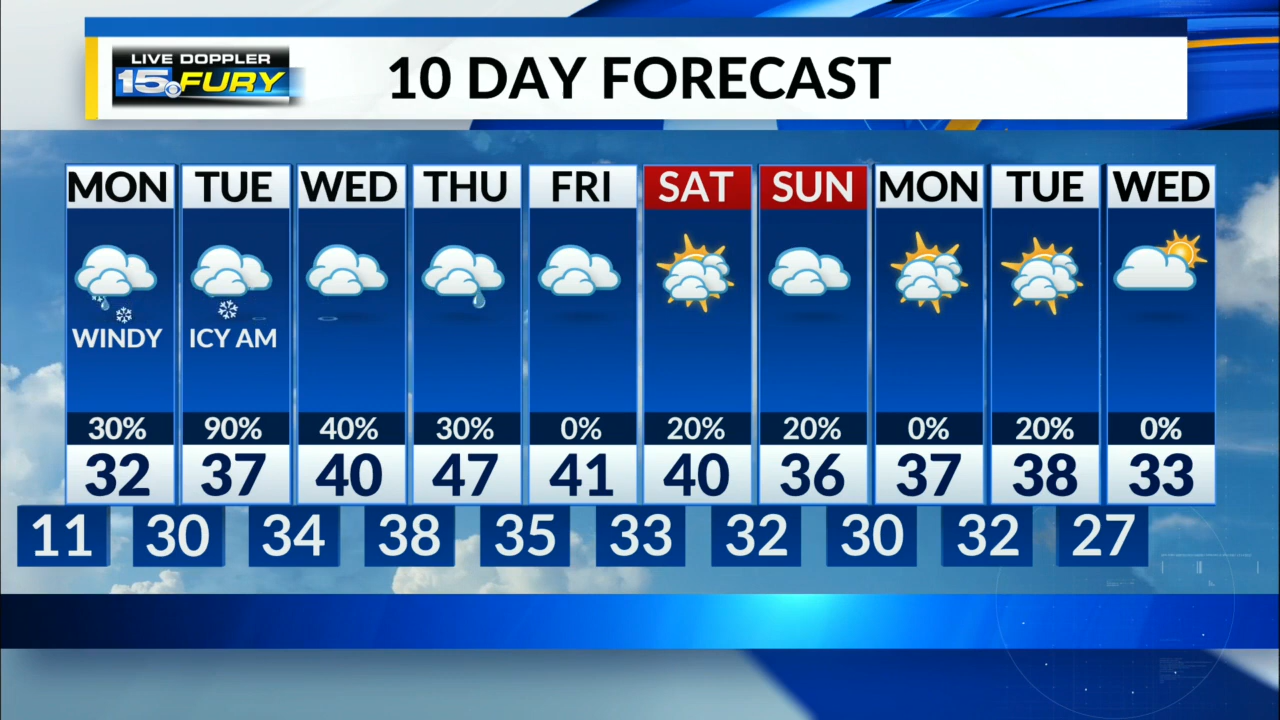 LIVE DOPPLER
15 FURY
10 DAY FORECAST
MON TUE WED THU FRI SAT SUN MON TUE WED
WINDY ICY AM
30% 90% 40% 30% 0% 20% 20% 0% 20% 0%
32 37 40 47 41 40 36 37 38 33
11 30 34 38 35 33 32 30 32 27